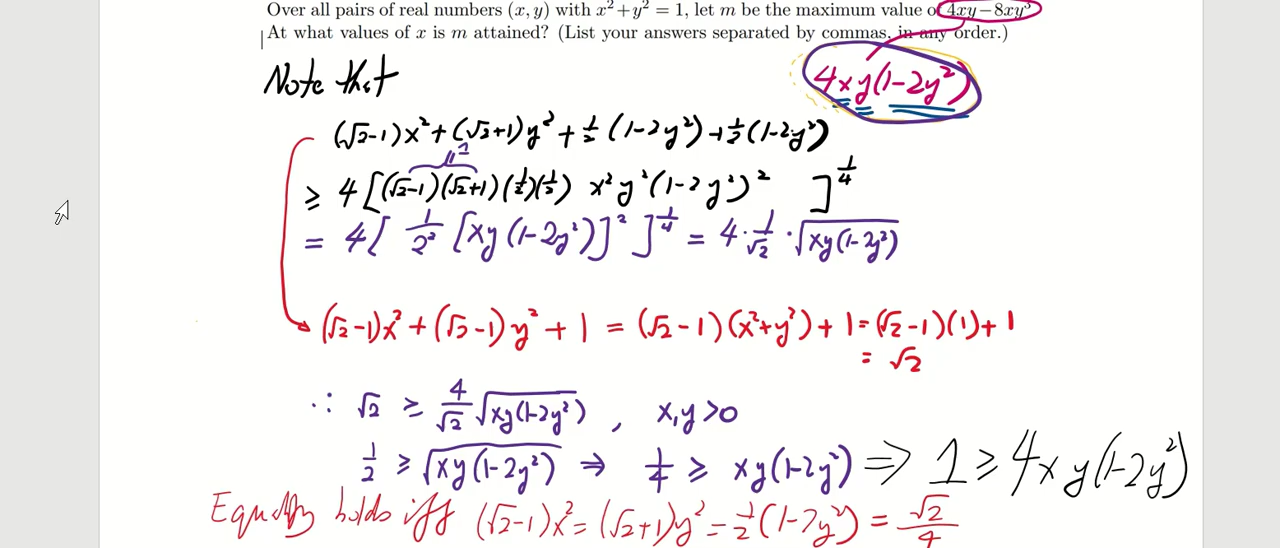 Over all pairs of real numbers (x, y) with x² + y² = 1, let m be the maximum value o 4xy − 8xy³
At what values of x is m attained? (List your answers separated by commas, in any order.)
Note that
4xy(1-2y²)
(√2-1)x² + (√2+1)y² + ½(1-2y²) + ½(1-2y²)
≥ 4[(√2-1)(√2+1)(½)(½) x²y²(1-2y²)²]^¼
= 4[1/2² [xy(1-2y²)]²]^¼ = 4·1/√2·√(xy(1-2y²))
(√2-1)x² + (√2-1)y² + 1 = (√2-1)(x²+y²) + 1 = (√2-1)(1) + 1
= √2
∴ √2 ≥ 4/√2 √(xy(1-2y²)), x,y>0
½ ≥ √(xy(1-2y²)) ⇒ ¼ ≥ xy(1-2y²) ⇒ 1 ≥ 4xy(1-2y²)
Equality holds iff (√2-1)x² = (√2+1)y² = ½(1-2y²) = √2/4